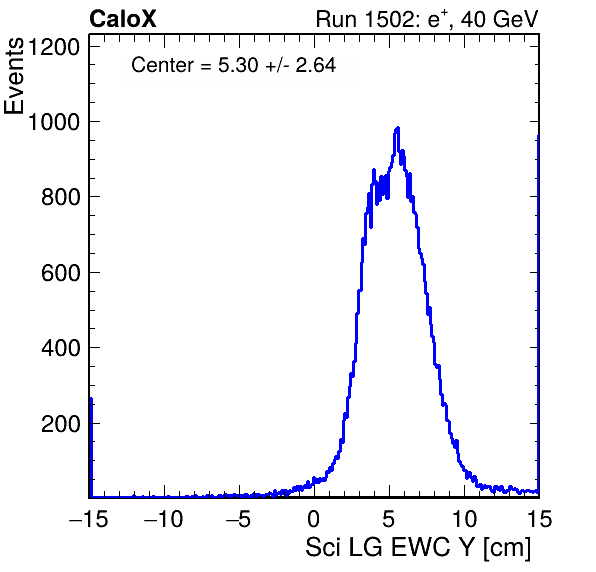 CaloX Run 1502: e+, 40 GeV
Events
Center = 5.30 +/- 2.64
1200
1000
800
600
400
200
−15 −10 −5 0 5 10 15
Sci LG EWC Y [cm]